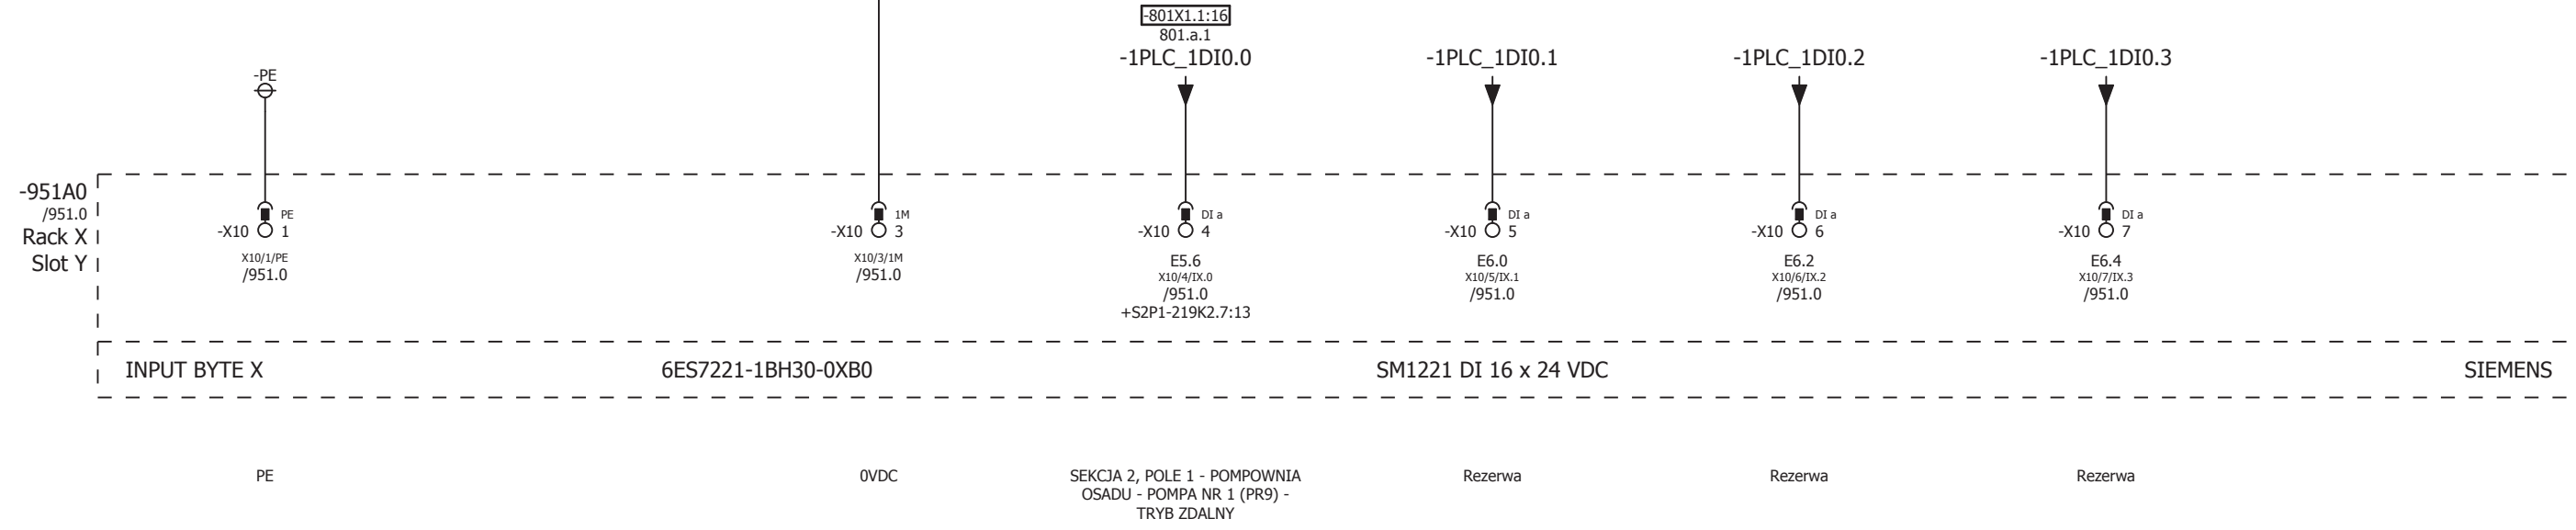 -801X1.1:16
801.a.1
-1PLC_1DI0.0
-1PLC_1DI0.1
-1PLC_1DI0.2
-1PLC_1DI0.3
-PE
-951A0
/951.0
Rack X
Slot Y
PE
-X10 1
X10/1/PE
/951.0
1M
-X10 3
X10/3/1M
/951.0
DI a
-X10 4
E5.6
X10/4/IX.0
/951.0
+S2P1-219K2.7:13
DI a
-X10 5
E6.0
X10/5/IX.1
/951.0
DI a
-X10 6
E6.2
X10/6/IX.2
/951.0
DI a
-X10 7
E6.4
X10/7/IX.3
/951.0
INPUT BYTE X
6ES7221-1BH30-0XB0
SM1221 DI 16 x 24 VDC
SIEMENS
PE
0VDC
SEKCJA 2, POLE 1 - POMPOWNIA
OSADU - POMPA NR 1 (PR9) -
TRYB ZDALNY
Rezerwa
Rezerwa
Rezerwa